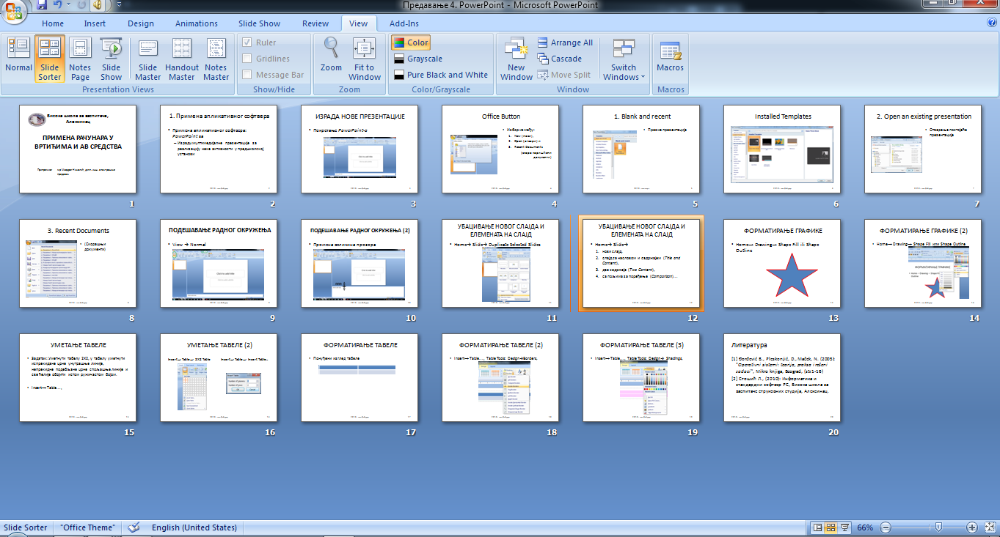 Предавање 4. PowerPoint - Microsoft PowerPoint
Home Insert Design Animations Slide Show Review View Add-Ins
Normal
Slide Sorter
Notes Page
Slide Show
Slide Master
Handout Master
Notes Master
Presentation Views
Ruler
Gridlines
Message Bar
Show/Hide
Zoom
Fit to Window
Zoom
Color
Grayscale
Pure Black and White
Color/Grayscale
New Window
Arrange All
Cascade
Move Split
Switch Windows
Window
Macros
Macros
Висока школа за васпитаче,
Алексинац
ПРИМЕНА РАЧУНАРА У
ВРТИЋИМА И АВ СРЕДСТВА
1
1. Примена апликативног софтвера
• Примена апликативног софтвера:
PowerPoint за
– Израду мултимедијалне презентације за
реализацију неке активности у предшколској
установи
2
ИЗРАДА НОВЕ ПРЕЗЕНТАЦИЈЕ
• Покретање PowerPoint-a
3
Office Button
• Избор између:
1. New (нови),
2. Open (отвори) и
3. Recent Documents
4
1. Blank and recent
• Празна презентација
5
Installed Templates
6
2. Open an existing presentation
• Отварање постојеће
презентације
7
3. Recent Documents
• (Скорашњи
документи)
8
ПОДЕШАВАЊЕ РАДНОГ ОКРУЖЕЊА
• View → Normal
9
ПОДЕШАВАЊЕ РАДНОГ ОКРУЖЕЊА (2)
• Промена величина прозора
10
УБАЦИВАЊЕ НОВОГ СЛАЈДА И
ЕЛЕМЕНАТА НА СЛАЈД
• Home→ Slide→ Duplicate Selected Slides
11
УБАЦИВАЊЕ НОВОГ СЛАЈДА И
ЕЛЕМЕНАТА НА СЛАЈД
• Home→ Slide→
1. нови слајд,
2. слајд са насловом и садржајем (Title and
Content),
3. два садржаја (Two Content),
4. са пољима за поређење (Comparison)...
12
ФОРМАТИРАЊЕ ГРАФИКЕ
• Home→ Drawing→ Shape Fill ili Shape
Outline
13
ФОРМАТИРАЊЕ ГРАФИКЕ (2)
• Home→ Drawing→ Shape Fill или Shape Outline
14
УМЕТАЊЕ ТАБЕЛЕ
• Задатак: Уметнути табелу 2X2, у табелу уметнути
испрекидане црне унутрашње линије,
непрекидне подебљане црне спољашње линије и
све ћелије обојити истом ружичастом бојом.
• Insert→ Table...,
15
УМЕТАЊЕ ТАБЕЛЕ (2)
Insert→ Table→ 2X2 Table
Insert→ Table→ Insert Table..
16
ФОРМАТИРАЊЕ ТАБЕЛЕ
• Понуђени изглед табеле
17
ФОРМАТИРАЊЕ ТАБЕЛЕ (2)
Insert→ Table..., Table Tools: Design→Borders,
18
ФОРМАТИРАЊЕ ТАБЕЛЕ (3)
Insert→ Table..., Table Tools: Design→ Shadings,
19
Литература
[1] Đorđević B., Pleskonjić, D., Maček, N. (2005):
"Operativni sistemi: teorija, praksa i rešeni
zadaci", Mikro knjiga, Beograd, (str.1-16)
[2] Стошић Л., (2010): Информатика и
стандардни софтвер PC, Висока школа за
васпитаче струковних студија, Алексинац.
20
Slide Sorter "Office Theme" English (United States) 66%